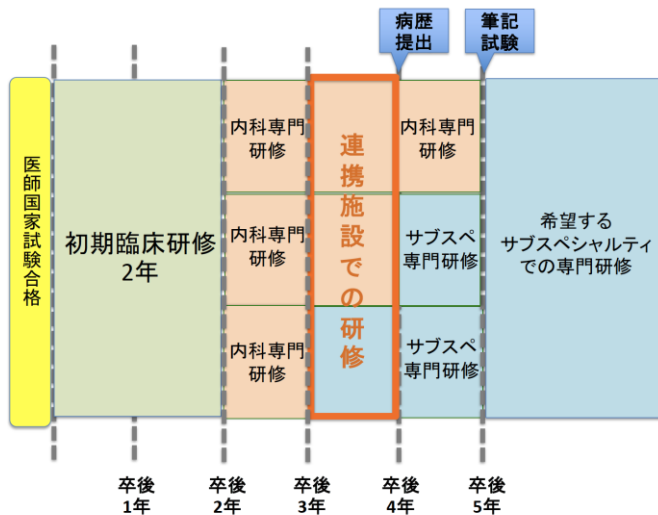 病歴
提出
筆記
試験
医師国家試験合格
初期臨床研修
2年
内科専門
研修
内科専門
研修
内科専門
研修
連携施設での研修
内科専門
研修
サブスペ
専門研修
サブスペ
専門研修
希望する
サブスペシャルティ
での専門研修
卒後
1年
卒後
2年
卒後
3年
卒後
4年
卒後
5年